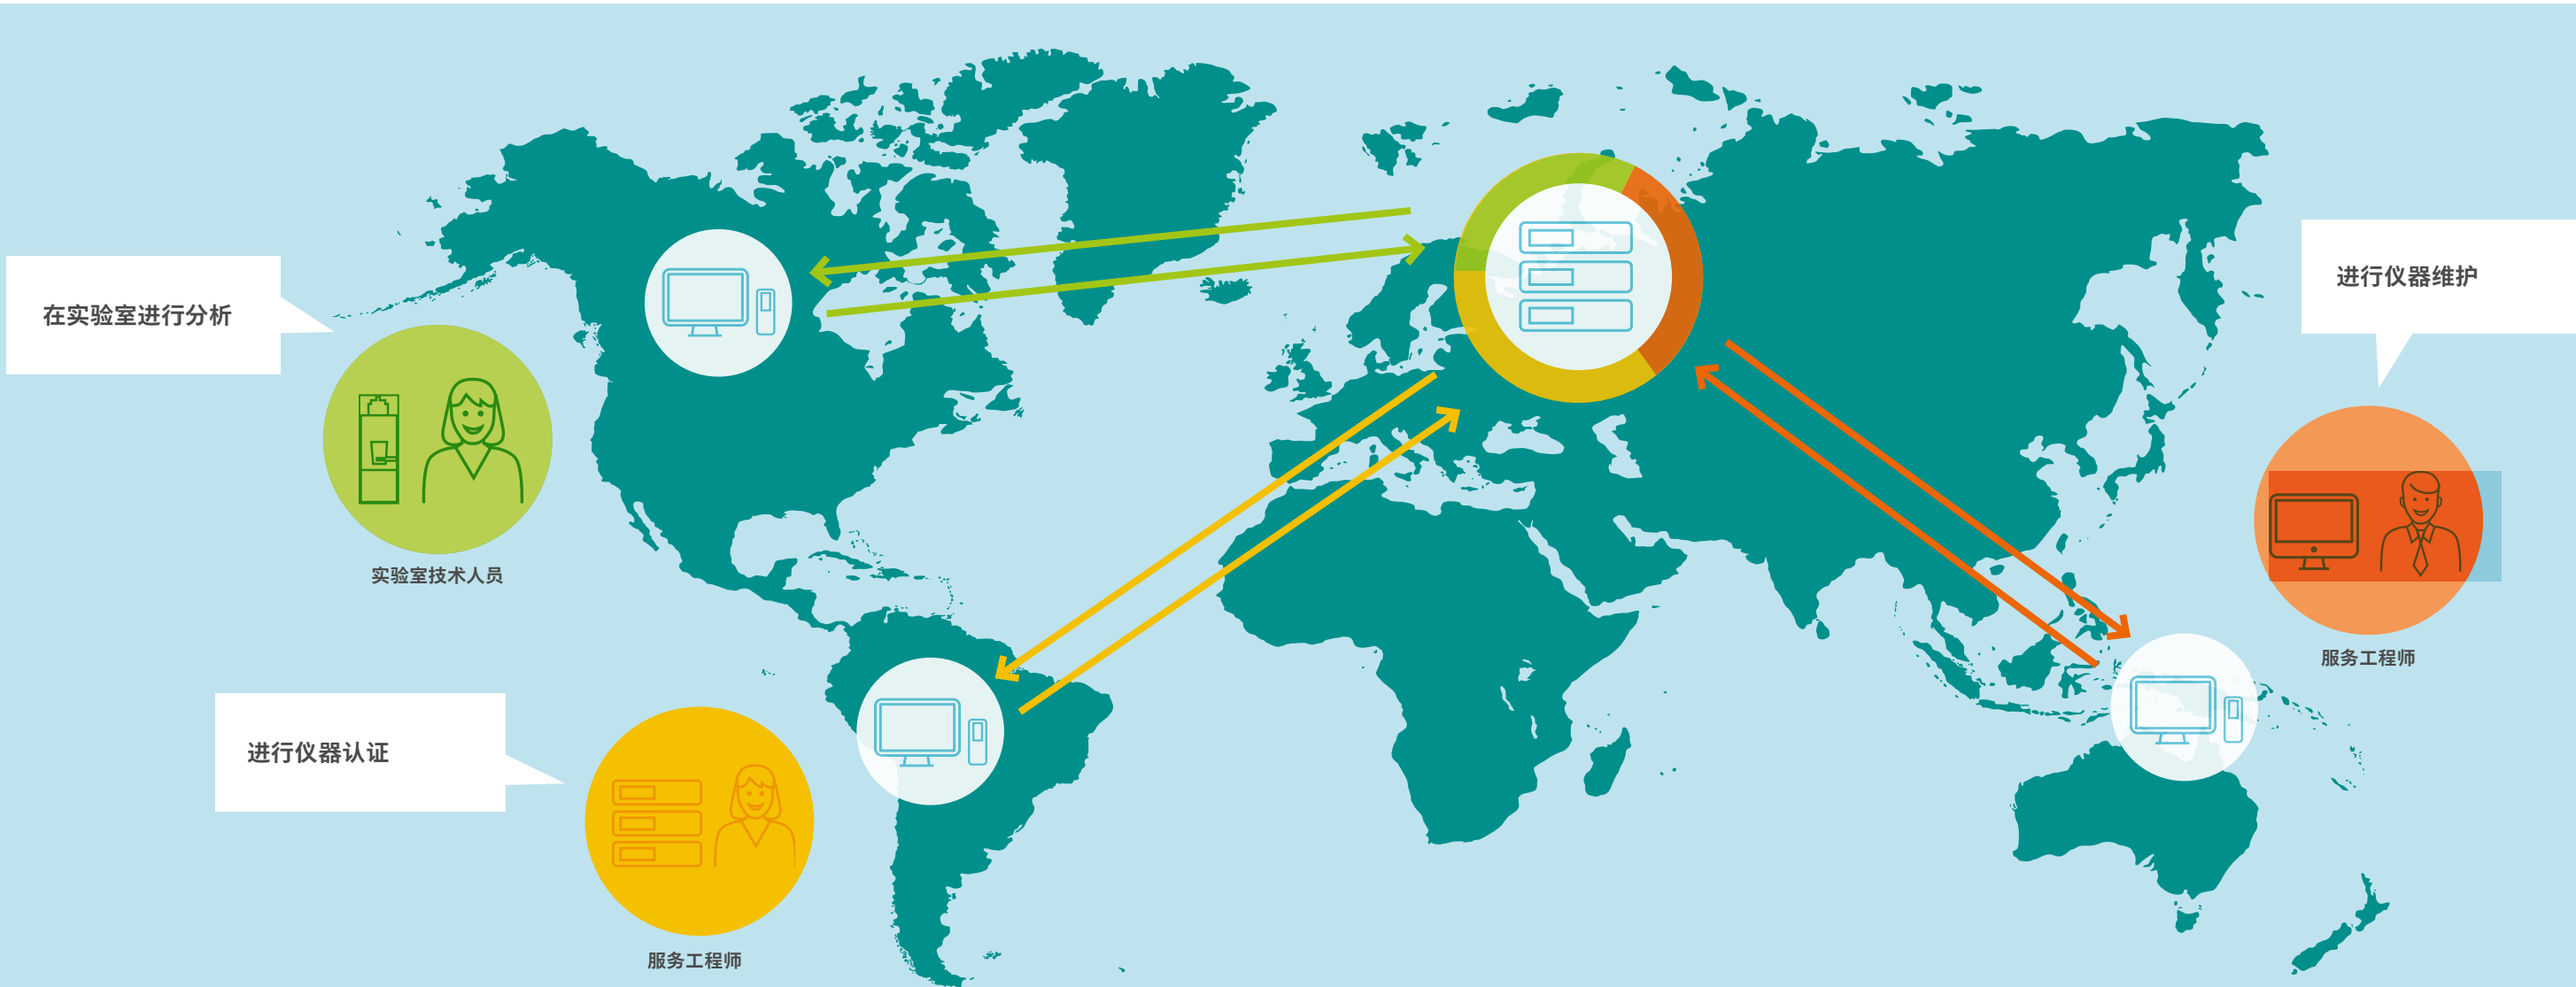 在实验室进行分析
实验室技术人员
进行仪器认证
服务工程师
进行仪器维护
服务工程师